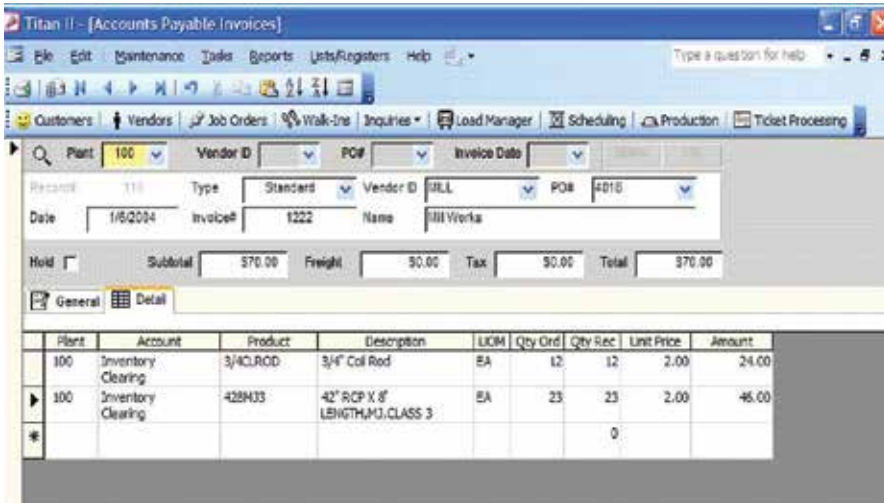 Titan II - [Accounts Payable Invoices]
File Edit Maintenance Tasks Reports Lists/Registers Help Type a question for help
Customers Vendors Job Orders Walk-Ins Inquiries Load Manager Scheduling Production Ticket Processing
Plant 100 Vendor ID PO# Invoice Date
Type Standard Vendor ID MILL PO# 4018
Date 1/6/2004 Invoice# 1222 Name Mill Works
Hold Subtotal $70.00 Freight $0.00 Tax $0.00 Total $70.00
General Detail
Plant Account Product Description UOM Qty Ord Qty Rec Unit Price Amount
100 Inventory 3/4CLROD 3/4" Coil Rod EA 12 12 2.00 24.00
Clearing
100 Inventory 428MJ3 42" RCP X 8' EA 23 23 2.00 46.00
Clearing LENGTH,MJ,CLASS 3
0